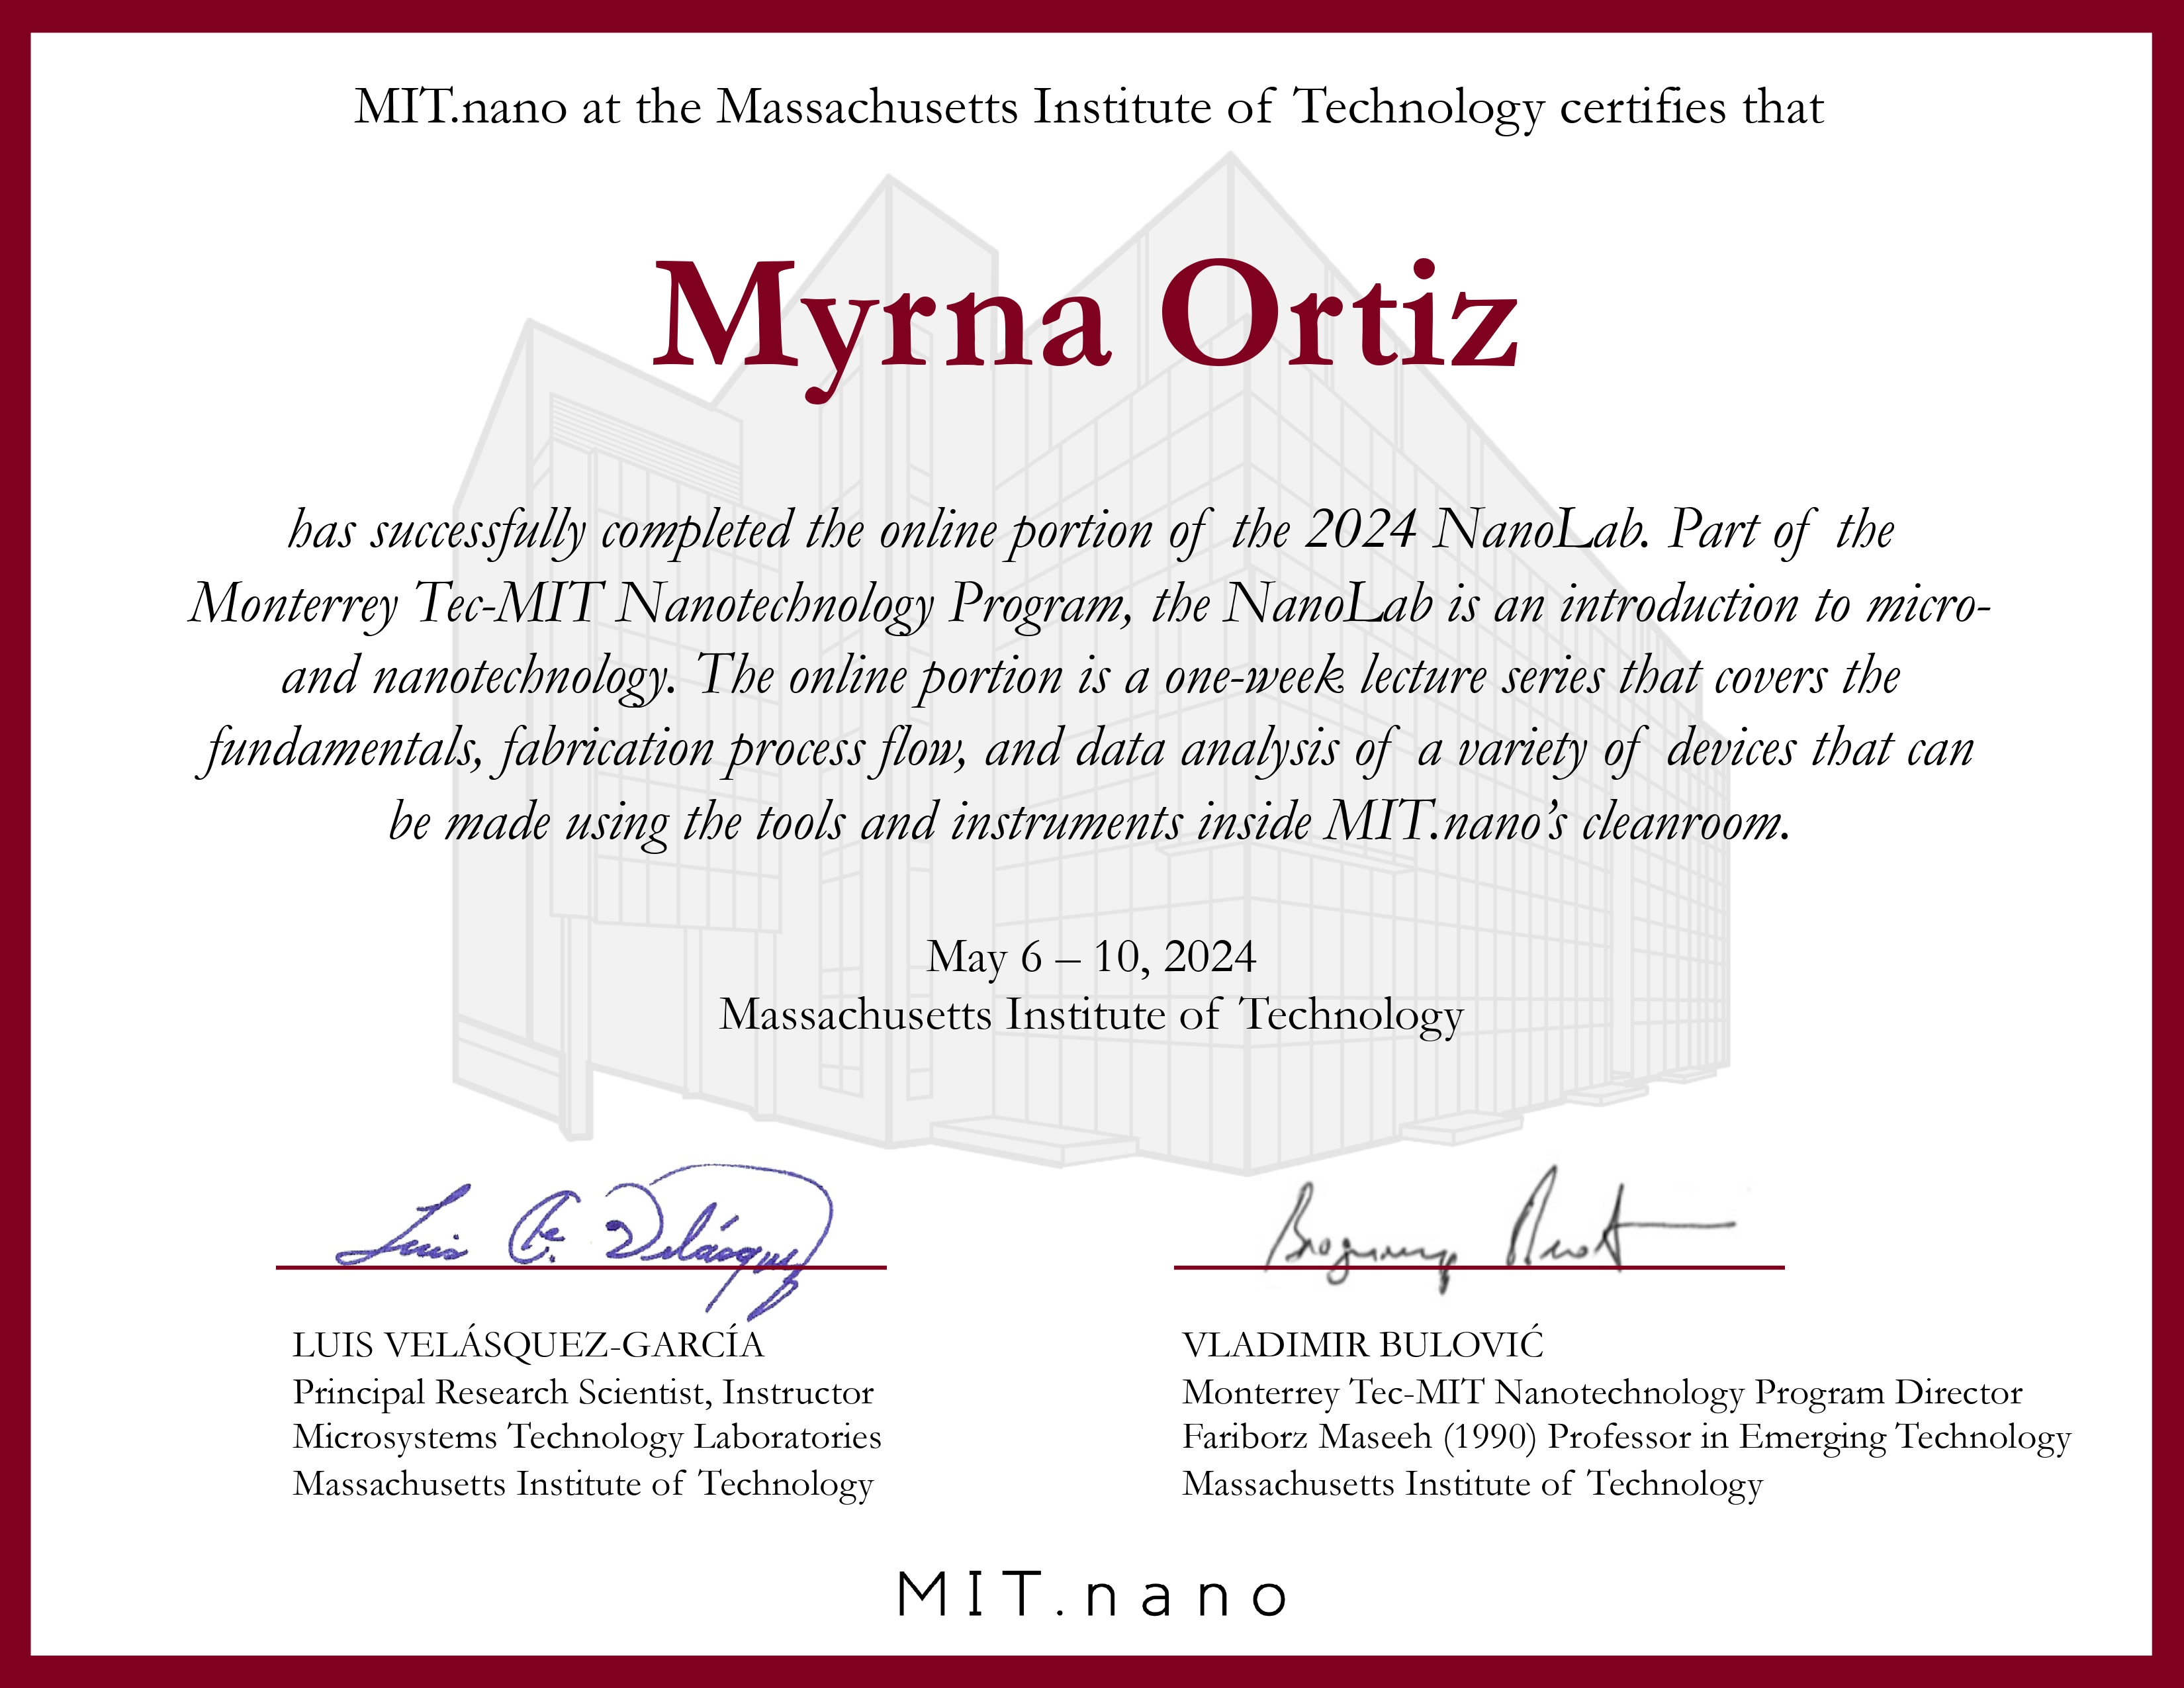 MIT.nano at the Massachusetts Institute of Technology certifies that
Myrna Ortiz
has successfully completed the online portion of the 2024 NanoLab. Part of the
Monterrey Tec-MIT Nanotechnology Program, the NanoLab is an introduction to micro-
and nanotechnology. The online portion is a one-week lecture series that covers the
fundamentals, fabrication process flow, and data analysis of a variety of devices that can
be made using the tools and instruments inside MIT.nano’s cleanroom.
May 6 – 10, 2024
Massachusetts Institute of Technology
Luis
LUIS VELÁSQUEZ-GARCÍA
Principal Research Scientist, Instructor
Microsystems Technology Laboratories
Massachusetts Institute of Technology
VLADIMIR BULOVIĆ
Monterrey Tec-MIT Nanotechnology Program Director
Fariborz Maseeh (1990) Professor in Emerging Technology
Massachusetts Institute of Technology
MIT.nano